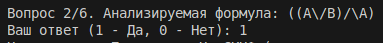 Вопрос 2/6. Анализируемая формула: ((A\/B)/\A)
Ваш ответ (1 - Да, 0 - Нет): 1